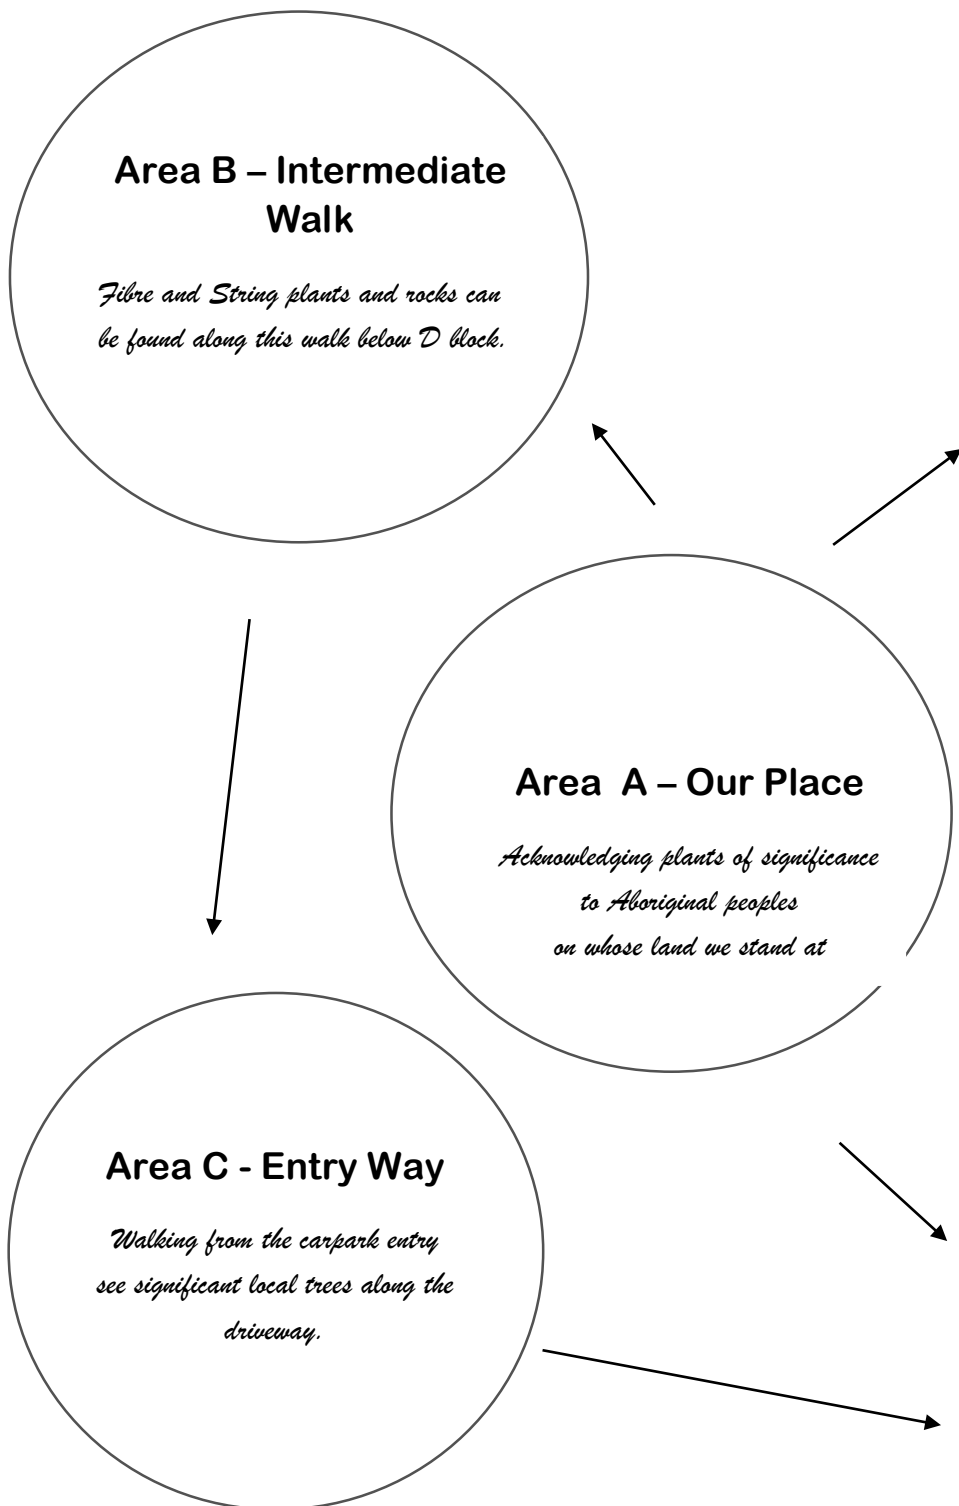 Area B – Intermediate
Walk
Fibre and String plants and rocks can
be found along this walk below D block.
Area  A – Our Place
Acknowledging plants of significance
to Aboriginal peoples
on whose land we stand at
Area C - Entry Way
Walking from the carpark entry
see significant local trees along the
driveway.